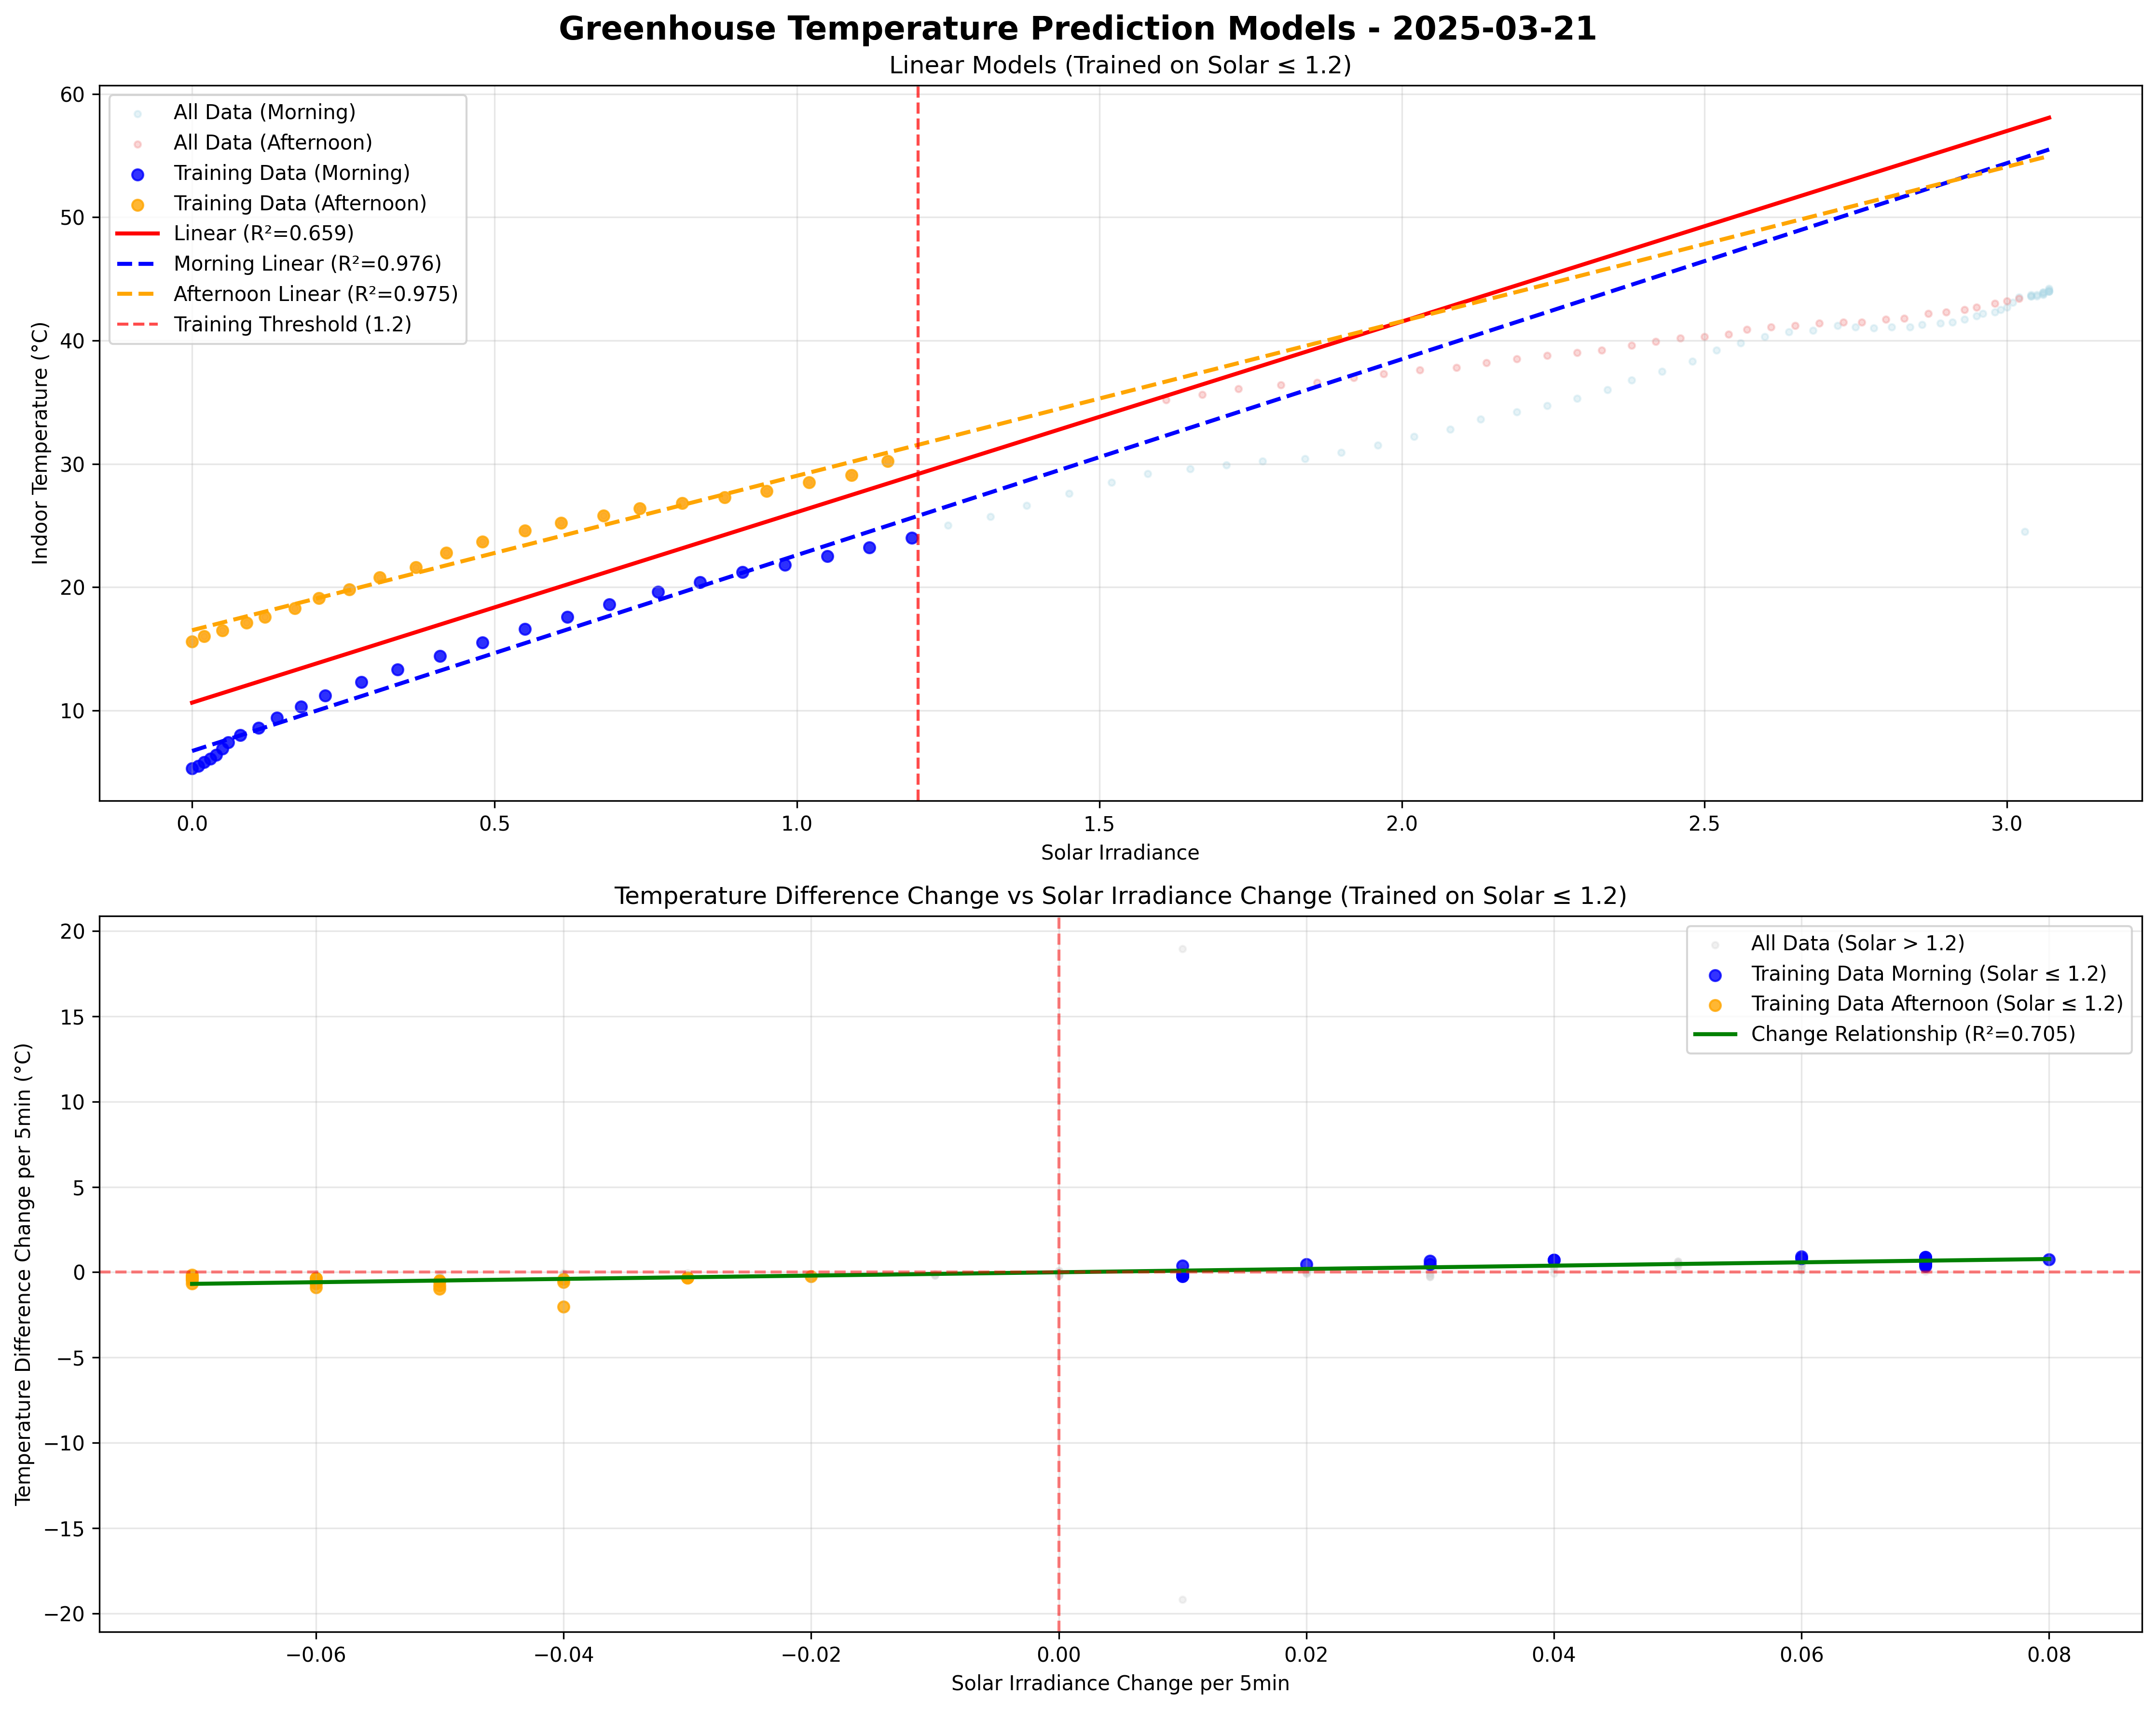 Greenhouse Temperature Prediction Models - 2025-03-21
Linear Models (Trained on Solar ≤ 1.2)
All Data (Morning)
All Data (Afternoon)
Training Data (Morning)
Training Data (Afternoon)
Linear (R²=0.659)
Morning Linear (R²=0.976)
Afternoon Linear (R²=0.975)
Training Threshold (1.2)
60
50
40
30
20
10
Indoor Temperature (°C)
0.0 0.5 1.0 1.5 2.0 2.5 3.0
Solar Irradiance
Temperature Difference Change vs Solar Irradiance Change (Trained on Solar ≤ 1.2)
All Data (Solar > 1.2)
Training Data Morning (Solar ≤ 1.2)
Training Data Afternoon (Solar ≤ 1.2)
Change Relationship (R²=0.705)
20
15
10
5
0
−5
−10
−15
−20
Temperature Difference Change per 5min (°C)
−0.06 −0.04 −0.02 0.00 0.02 0.04 0.06 0.08
Solar Irradiance Change per 5min